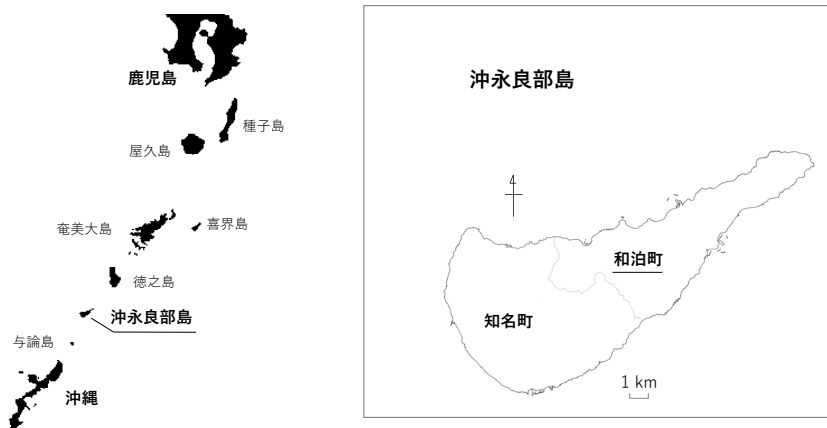 鹿児島
種子島
屋久島
奄美大島
喜界島
徳之島
沖永良部島
与論島
沖縄
沖永良部島
和泊町
知名町
1 km